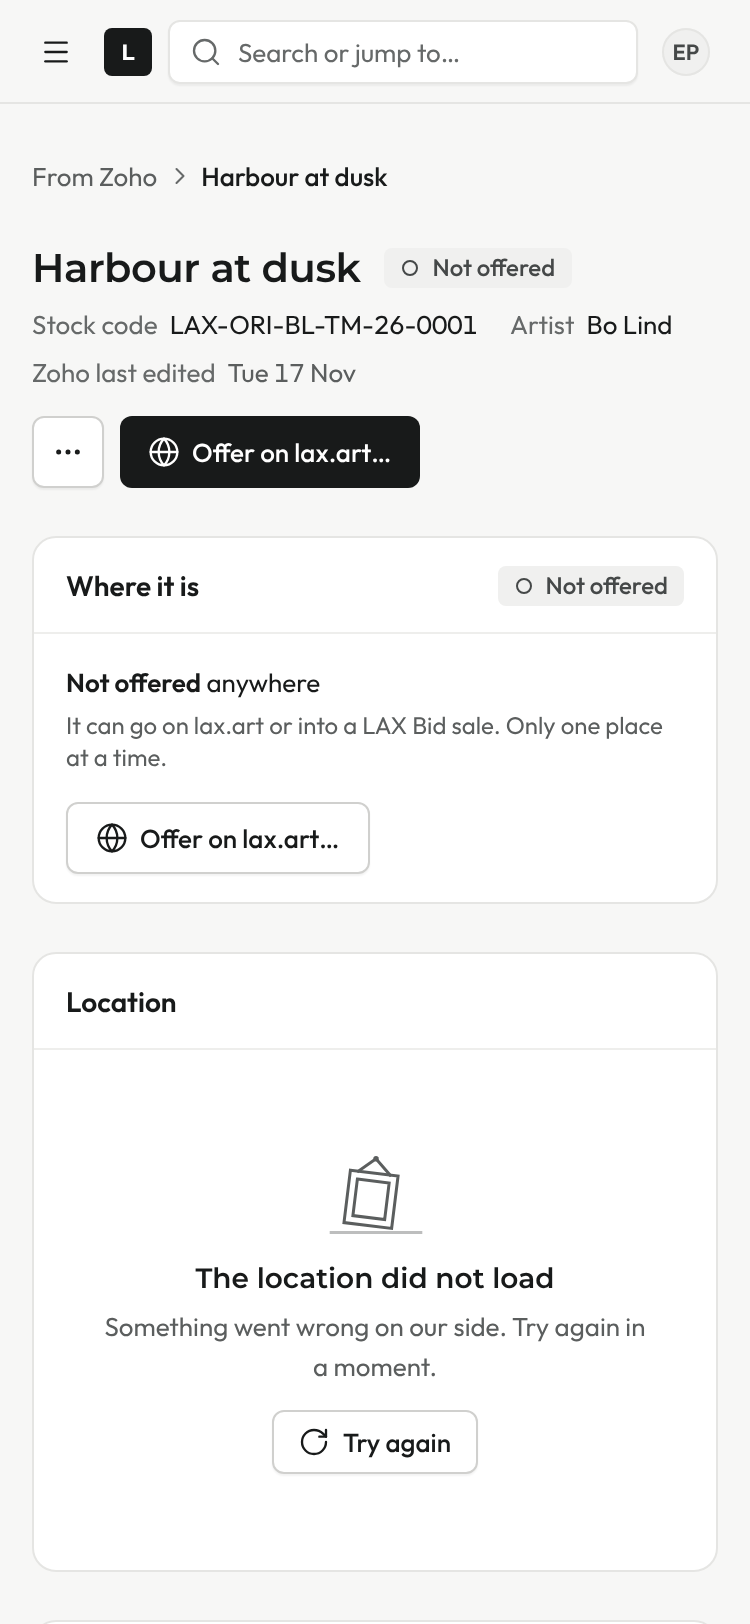 L
Search or jump to...
EP
From Zoho > Harbour at dusk
Harbour at dusk
Not offered
Stock code LAX-ORI-BL-TM-26-0001 Artist Bo Lind
Zoho last edited Tue 17 Nov
... Offer on lax.art...
Where it is
Not offered
Not offered anywhere
It can go on lax.art or into a LAX Bid sale. Only one place
at a time.
Offer on lax.art...
Location
The location did not load
Something went wrong on our side. Try again in
a moment.
Try again